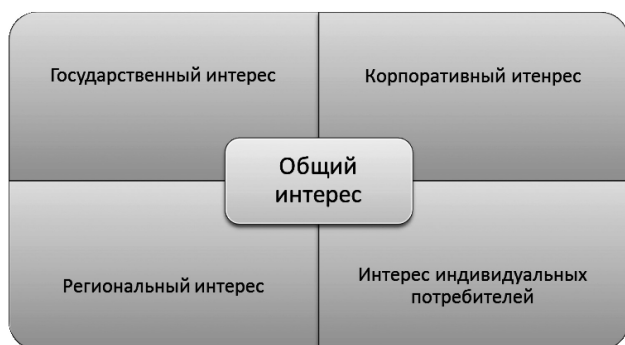 Государственный интерес
Корпоративный итенрес
Общий
интерес
Региональный интерес
Интерес индивидуальных
потребителей